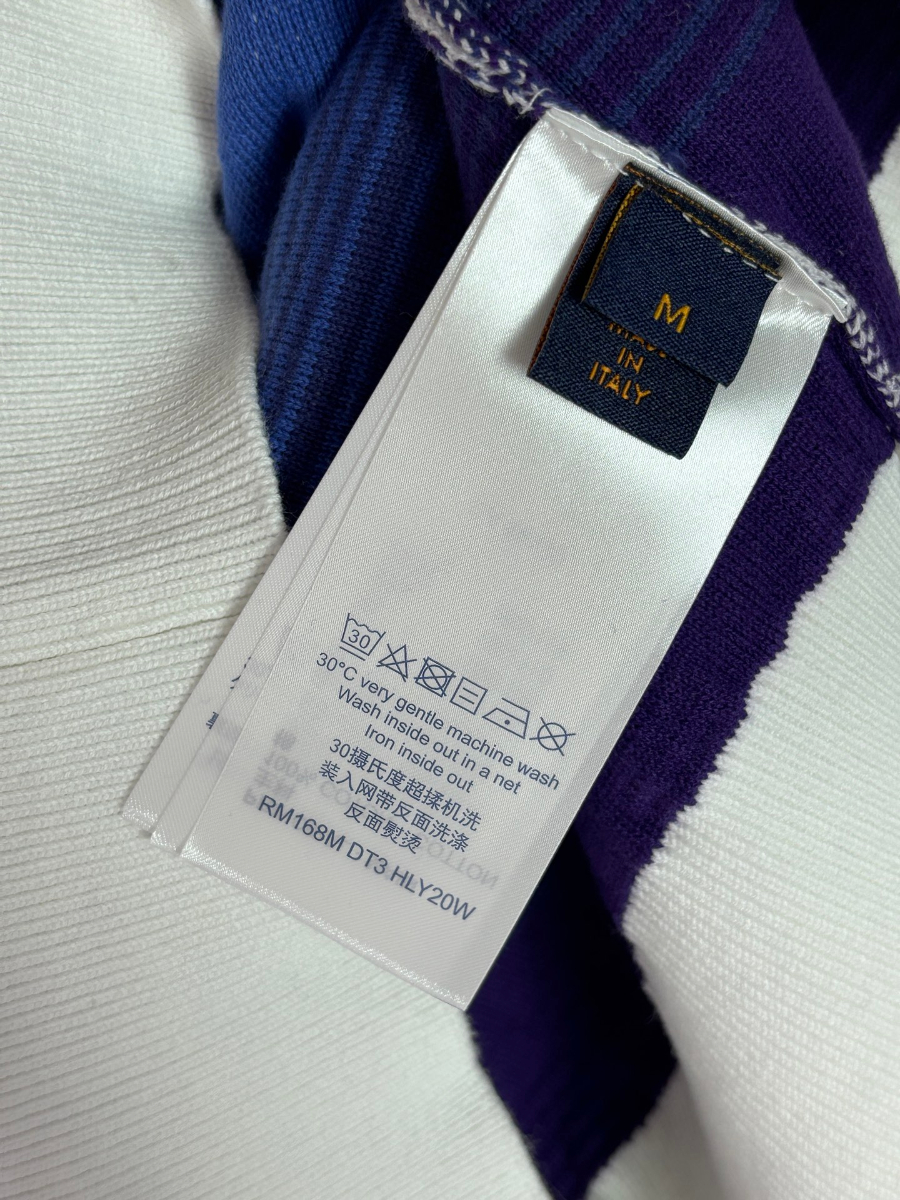 M
IN
ITALY
30
30°C very gentle machine wash
Wash inside out in a net
Iron inside out
30摄氏度超揉机洗
装入网带反面洗涤
反面熨烫
RM168M DT3 HLY20W